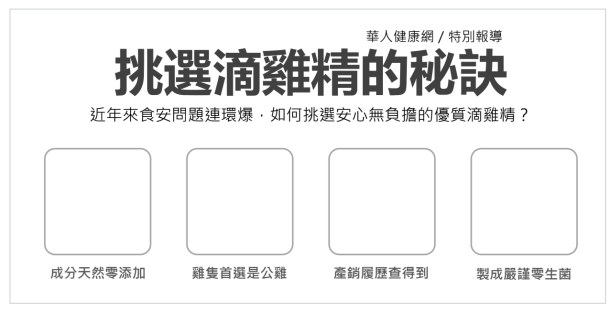 華人健康網 / 特別報導
挑選滴雞精的秘訣
近年來食安問題連環爆，如何挑選安心無負擔的優質滴雞精？
成分天然零添加
雞隻首選是公雞
產銷履歷查得到
製成嚴謹零生菌